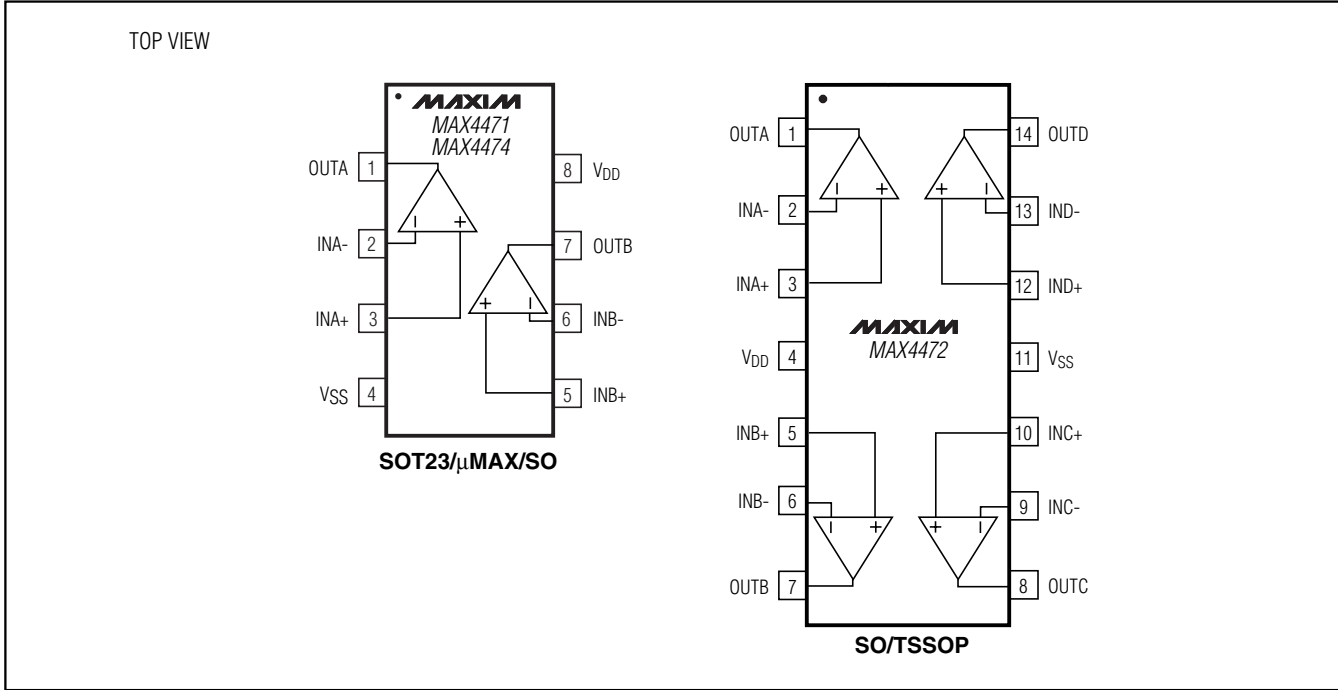 TOP VIEW
MAXIM
MAX4471
MAX4474
OUTA 1
8 VDD
INA- 2
7 OUTB
INA+ 3
6 INB-
VSS 4
5 INB+
- +
+ -
SOT23/μMAX/SO
OUTA 1
14 OUTD
- +
+ -
INA- 2
13 IND-
INA+ 3
12 IND+
MAXIM
MAX4472
VDD 4
11 VSS
INB+ 5
10 INC+
INB- 6
9 INC-
- +
+ -
OUTB 7
8 OUTC
SO/TSSOP